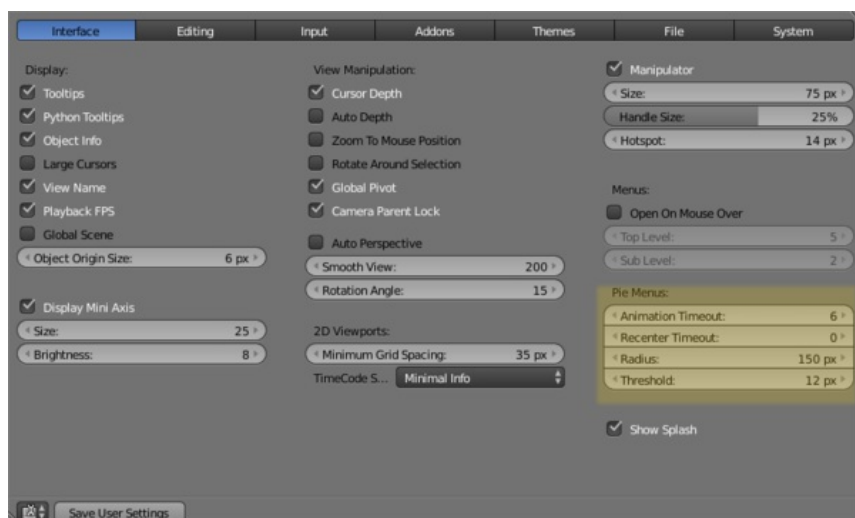 Interface Editing Input Addons Themes File System
Display:
Tooltips
Python Tooltips
Object Info
Large Cursors
View Name
Playback FPS
Global Scene
Object Origin Size: 6 px
Display Mini Axis
Size: 25
Brightness: 8
View Manipulation:
Cursor Depth
Auto Depth
Zoom To Mouse Position
Rotate Around Selection
Global Pivot
Camera Parent Lock
Auto Perspective
Smooth View: 200
Rotation Angle: 15
2D Viewports:
Minimum Grid Spacing: 35 px
TimeCode S... Minimal Info
Manipulator
Size: 75 px
Handle Size: 25%
Hotspot: 14 px
Menus:
Open On Mouse Over
Top Level: 5
Sub Level: 2
Pie Menus:
Animation Timeout: 6
Recenter Timeout: 0
Radius: 150 px
Threshold: 12 px
Show Splash
Save User Settings